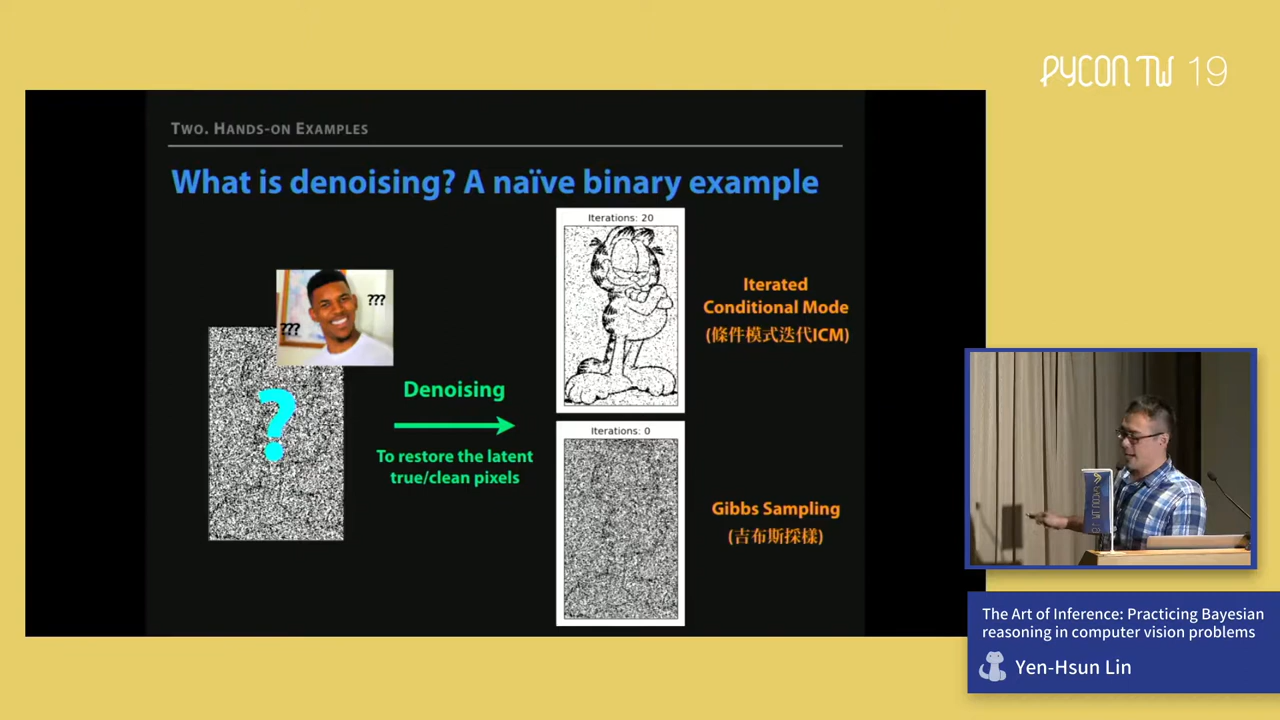 PYCON TW 19
TWO. HANDS-ON EXAMPLES
What is denoising? A naïve binary example
Iterations: 20
???
???
?
Denoising
To restore the latent
true/clean pixels
Iterated
Conditional Mode
(條件模式迭代ICM)
Iterations: 0
Gibbs Sampling
(吉布斯採樣)
The Art of Inference: Practicing Bayesian
reasoning in computer vision problems
Yen-Hsun Lin